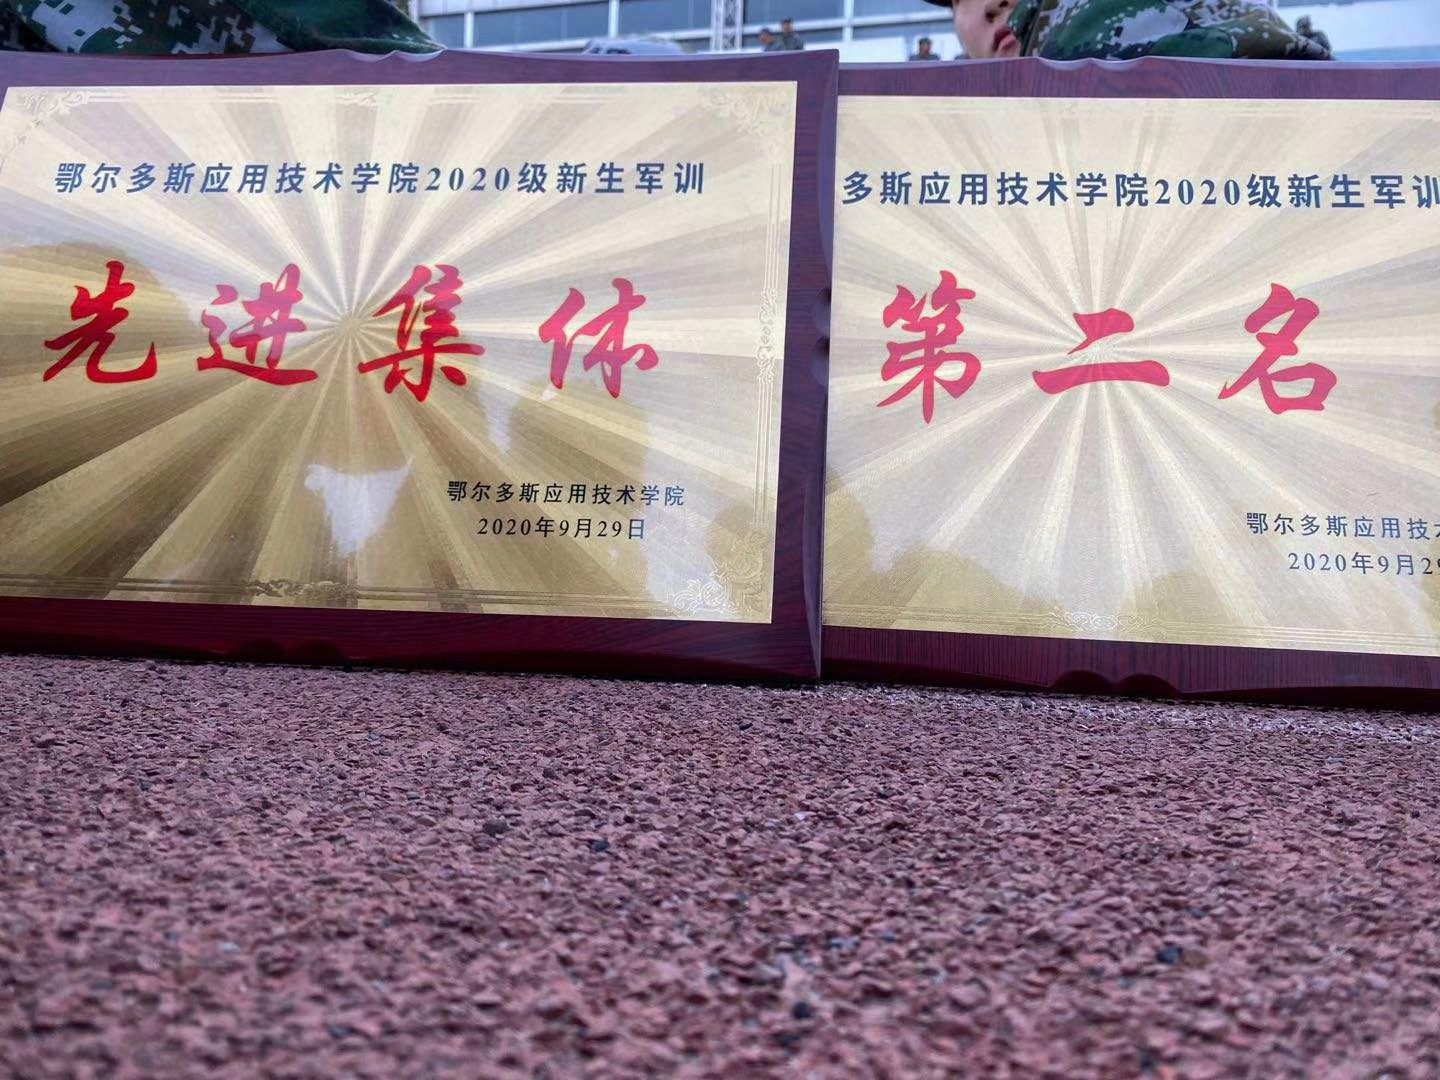 鄂尔多斯应用技术学院2020级新生军训
先进集体
鄂尔多斯应用技术学院
2020年9月29日
多斯应用技术学院2020级新生军训
第二名
鄂尔多斯应用技
2020年9月2